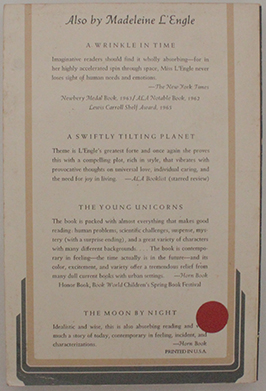 Also by Madeleine L'Engle
A WRINKLE IN TIME
Imaginative readers should find it wholly absorbing—for in
her highly accelerated spin through space, Miss L'Engle never
loses sight of human needs and emotions.
—The New York Times
Newbery Medal Book, 1963/ALA Notable Book, 1962
Lewis Carroll Shelf Award, 1965
A SWIFTLY TILTING PLANET
Theme is L'Engle's greatest forte and once again she proves
this with a compelling plot, rich in style, that vibrates with
provocative thoughts on universal love, individual caring, and
the need for joy in living. —ALA Booklist (starred review)
THE YOUNG UNICORNS
The book is packed with almost everything that makes good
reading: human problems, scientific challenges, suspense, mys-
tery (with a surprise ending), and a great variety of characters
with many different backgrounds. . . . The book is contempo-
rary in feeling—the time actually is in the future—and its
color, excitement, and variety offer a tremendous relief from
many dull current books with urban settings. —Horn Book
Honor Book, Book World Children's Spring Book Festival
THE MOON BY NIGHT
Idealistic and wise, this is also absorbing reading and
much a story of today, contemporary in feeling, incident, and
characterizations. —Horn Book
PRINTED IN U.S.A.